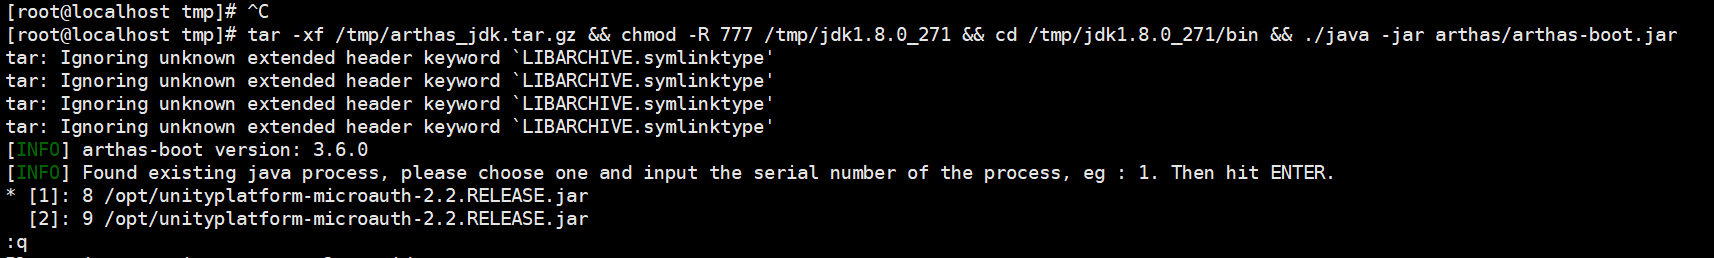 [root@localhost tmp]# ^C
[root@localhost tmp]# tar -xf /tmp/arthas_jdk.tar.gz && chmod -R 777 /tmp/jdk1.8.0_271 && cd /tmp/jdk1.8.0_271/bin && ./java -jar arthas/arthas-boot.jar
tar: Ignoring unknown extended header keyword `LIBARCHIVE.symlinktype'
tar: Ignoring unknown extended header keyword `LIBARCHIVE.symlinktype'
tar: Ignoring unknown extended header keyword `LIBARCHIVE.symlinktype'
tar: Ignoring unknown extended header keyword `LIBARCHIVE.symlinktype'
[INFO] arthas-boot version: 3.6.0
[INFO] Found existing java process, please choose one and input the serial number of the process, eg : 1. Then hit ENTER.
* [1]: 8 /opt/unityplatform-microauth-2.2.RELEASE.jar
  [2]: 9 /opt/unityplatform-microauth-2.2.RELEASE.jar
:q